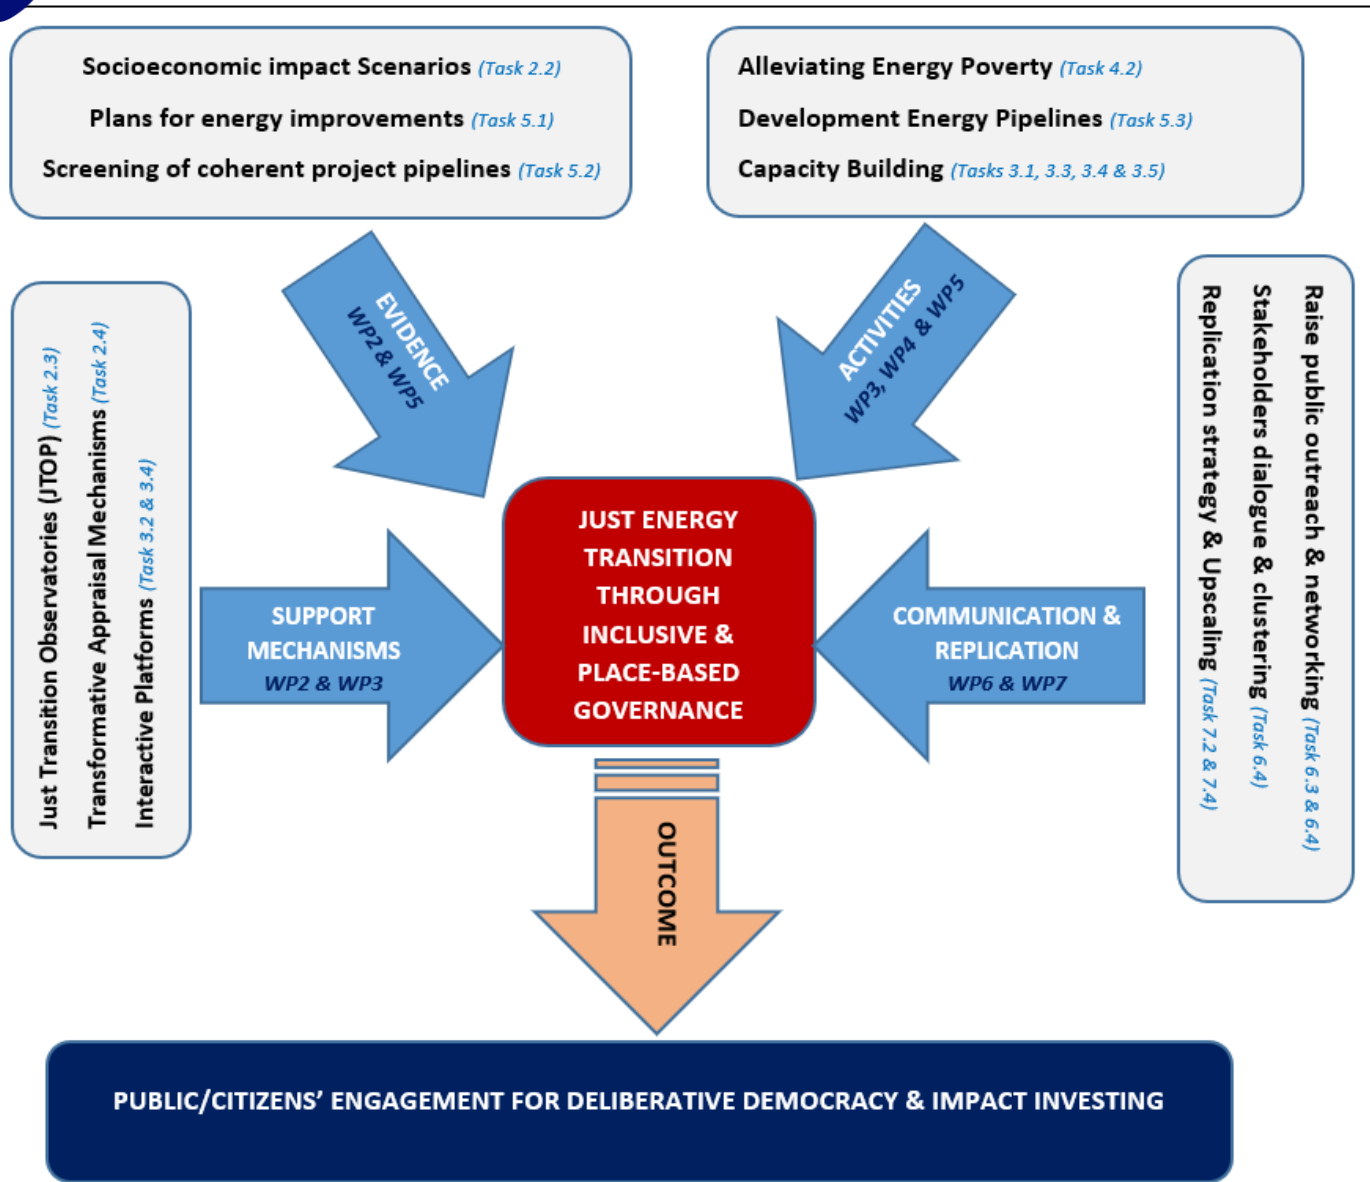 Socioeconomic impact Scenarios (Task 2.2)
Plans for energy improvements (Task 5.1)
Screening of coherent project pipelines (Task 5.2)
Alleviating Energy Poverty (Task 4.2)
Development Energy Pipelines (Task 5.3)
Capacity Building (Tasks 3.1, 3.3, 3.4 & 3.5)
EVIDENCE
WP2 & WP5
ACTIVITIES
WP3, WP4 & WP5
Just Transition Observatories (JTOP) (Task 2.3)
Transformative Appraisal Mechanisms (Task 2.4)
Interactive Platforms (Task 3.2 & 3.4)
SUPPORT
MECHANISMS
WP2 & WP3
JUST ENERGY
TRANSITION
THROUGH
INCLUSIVE &
PLACE-BASED
GOVERNANCE
COMMUNICATION &
REPLICATION
WP6 & WP7
Raise public outreach & networking (Task 6.3 & 6.4)
Stakeholders dialogue & clustering (Task 6.4)
Replication strategy & Upscaling (Task 7.2 & 7.4)
OUTCOME
PUBLIC/CITIZENS’ ENGAGEMENT FOR DELIBERATIVE DEMOCRACY & IMPACT INVESTING